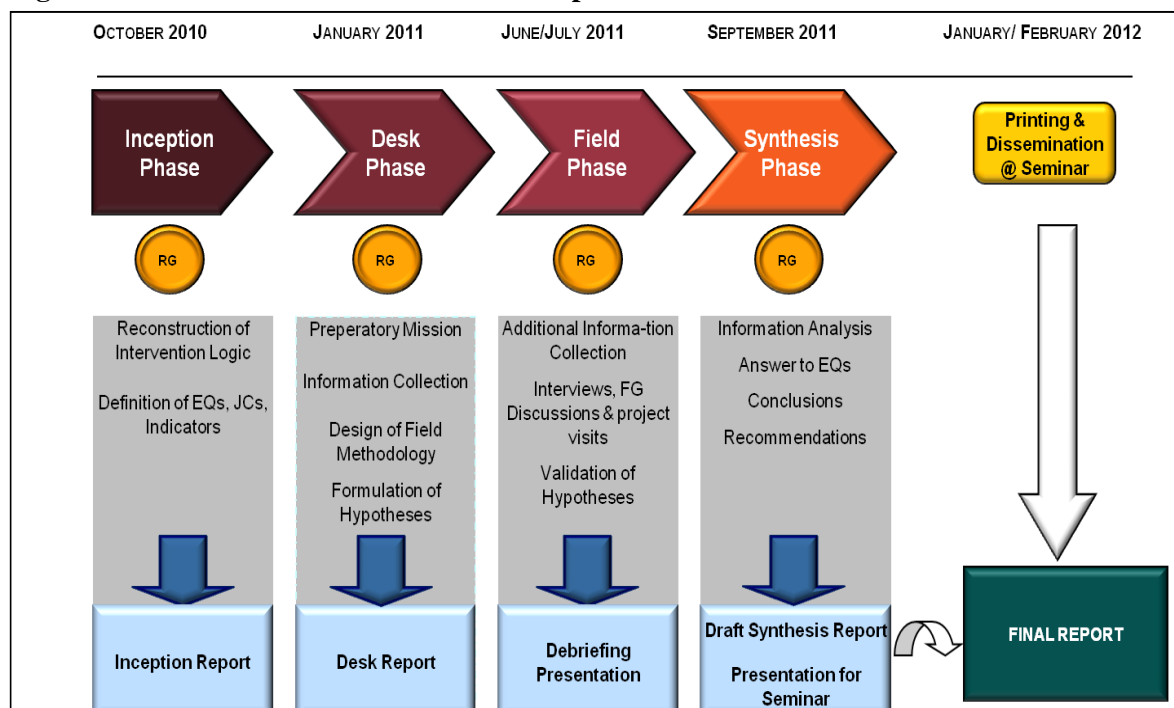 OCTOBER 2010
JANUARY 2011
JUNE/JULY 2011
SEPTEMBER 2011
JANUARY/ FEBRUARY 2012
Inception
Phase
Desk
Phase
Field
Phase
Synthesis
Phase
Printing &
Dissemination
@ Seminar
RG
RG
RG
RG
Reconstruction of
Intervention Logic
Definition of EQs, JCs,
Indicators
Preperatory Mission
Information Collection
Design of Field
Methodology
Formulation of
Hypotheses
Additional Informa-tion
Collection
Interviews, FG
Discussions & project
visits
Validation of
Hypotheses
Information Analysis
Answer to EQs
Conclusions
Recommendations
Inception Report
Desk Report
Debriefing
Presentation
Draft Synthesis Report
Presentation for
Seminar
FINAL REPORT